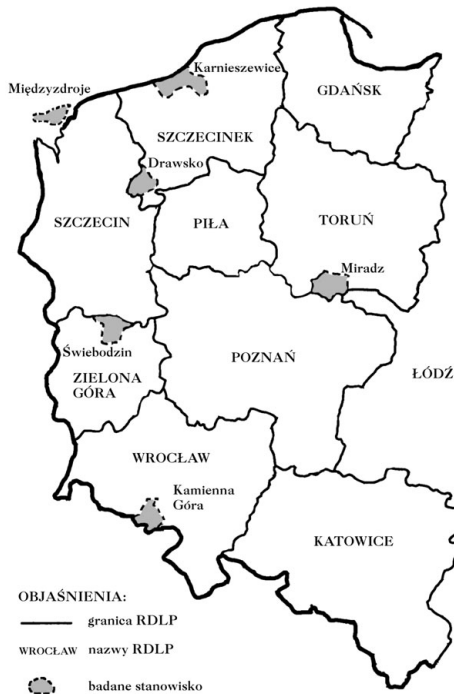 Karnieszewice
Międzyzdroje
GDAŃSK
SZCZECINEK
Drawsko
SZCZECIN
PIŁA
TORUŃ
Miradz
Świebodzin
POZNAŃ
ŁÓDŹ
ZIELONA
GÓRA
WROCŁAW
Kamienna
Góra
KATOWICE
OBJAŚNIENIA:
granica RDLP
WROCŁAW nazwy RDLP
badane stanowisko